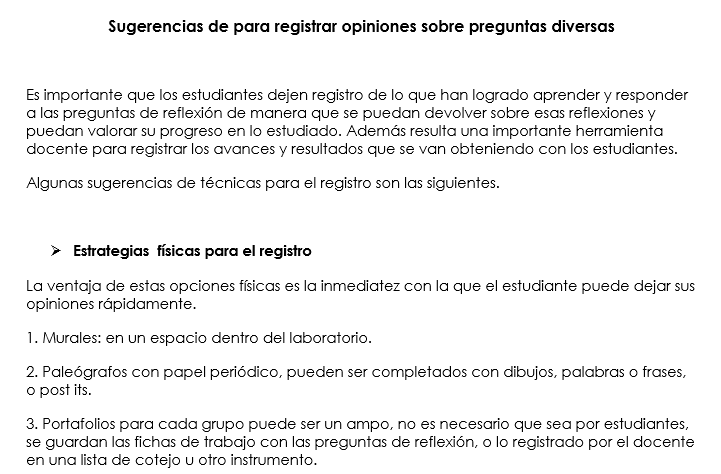 Sugerencias de para registrar opiniones sobre preguntas diversas
Es importante que los estudiantes dejen registro de lo que han logrado aprender y responder
a las preguntas de reflexión de manera que se puedan devolver sobre esas reflexiones y
puedan valorar su progreso en lo estudiado. Además resulta una importante herramienta
docente para registrar los avances y resultados que se van obteniendo con los estudiantes.
Algunas sugerencias de técnicas para el registro son las siguientes.
➢ Estrategias físicas para el registro
La ventaja de estas opciones físicas es la inmediatez con la que el estudiante puede dejar sus
opiniones rápidamente.
1. Murales: en un espacio dentro del laboratorio.
2. Paleógrafos con papel periódico, pueden ser completados con dibujos, palabras o frases,
o post its.
3. Portafolios para cada grupo puede ser un ampo, no es necesario que sea por estudiantes,
se guardan las fichas de trabajo con las preguntas de reflexión, o lo registrado por el docente
en una lista de cotejo u otro instrumento.